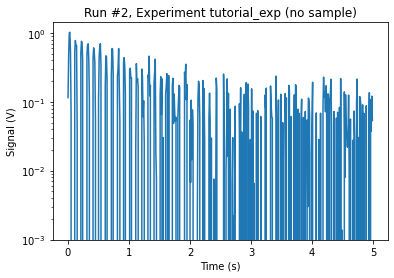 Run #2, Experiment tutorial_exp (no sample)
Signal (V)
10⁰
10⁻¹
10⁻²
10⁻³
0 1 2 3 4 5
Time (s)